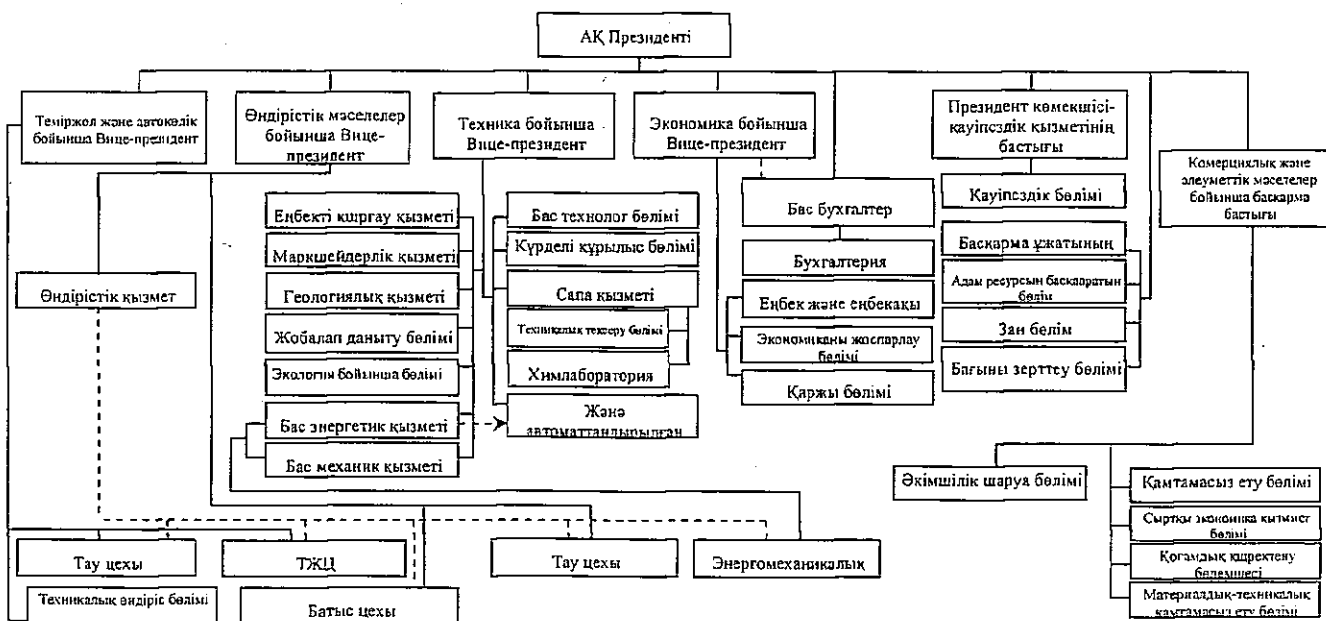 АҚ Президенті
Теміржол және автокөлік
бойынша Вице-президент
Өндірістік мәселелер
бойынша Вице-
президент
Техника бойынша
Вице-президент
Экономика бойынша
Вице-президент
Президент көмекшісі-
қауіпсздік қызметінің
бастығы
Комерциялық және
әлеуметтік мәселелер
бойынша басқарма
бастығы
Қауіпсздік бөлімі
Бас бухгалтер
Бухгалтерия
Еңбек және еңбекақы
Экономиканы жоспарлау
бөлімі
Қаржы бөлімі
Басқарма ұжатының
Адам ресурсын басқаратын
бөлім
Заң бөлім
Бағыны зерттеу бөлімі
Еңбекті қорғау қызметі
Маркшейдерлік қызметі
Геологиялық қызметі
Жобалап даныту бөлімі
Экология бойынша бөлімі
Бас энергетик қызметі
Бас механик қызметі
Бас технолог бөлімі
Күрделі құрылыс бөлімі
Сапа қызметі
Техникалық тексеру бөлімі
Химлаборатория
Жәнә
автоматтандырылған
Өндірістік қызмет
Әкімшілік шаруа бөлімі
Қамтамасыз ету бөлімі
Сыртқы экономика қызмет
бөлімі
Қоғамдық
бөлемшесі
Материалдық-техникалық
қамтамасыз ету бөлімі
Тау цехы
ТЖЦ
Тау цехы
Энергомеханикалық
Техникалық өндіріс бөлімі
Батыс цехы